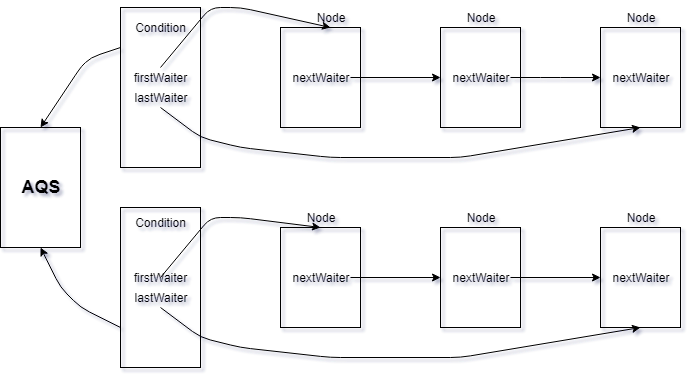 Condition
firstWaiter
lastWaiter
Node
nextWaiter
Node
nextWaiter
Node
nextWaiter
AQS
Condition
firstWaiter
lastWaiter
Node
nextWaiter
Node
nextWaiter
Node
nextWaiter